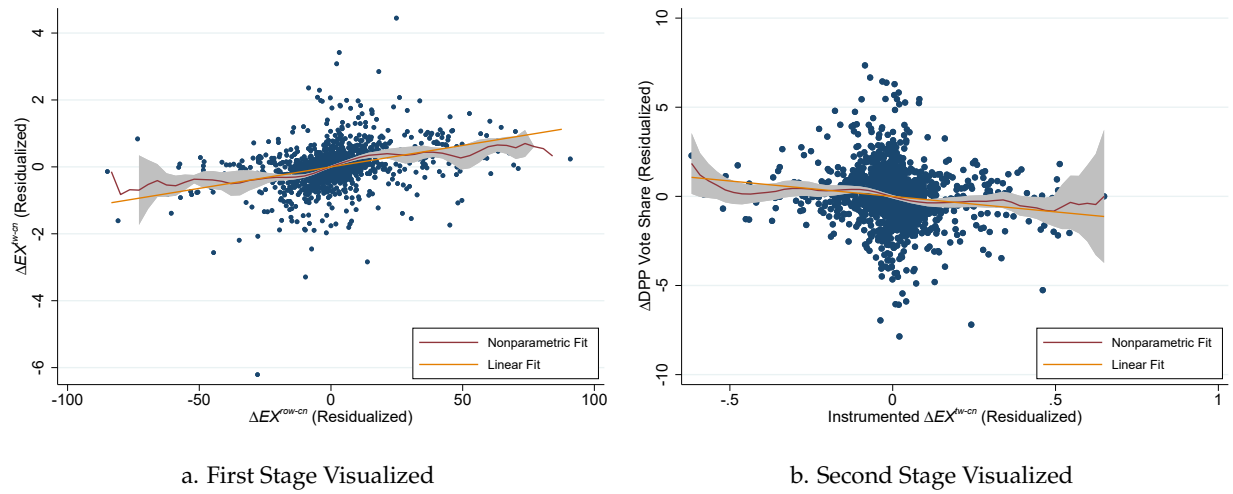 4
2
0
-2
-4
-6
ΔEX^tw-cn (Residualized)
-100
-50
0
50
100
ΔEX^row-cn (Residualized)
Nonparametric Fit
Linear Fit
a. First Stage Visualized
10
5
0
-5
-10
ΔDPP Vote Share (Residualized)
-.5
0
.5
1
Instrumented ΔEX^tw-cn (Residualized)
Nonparametric Fit
Linear Fit
b. Second Stage Visualized